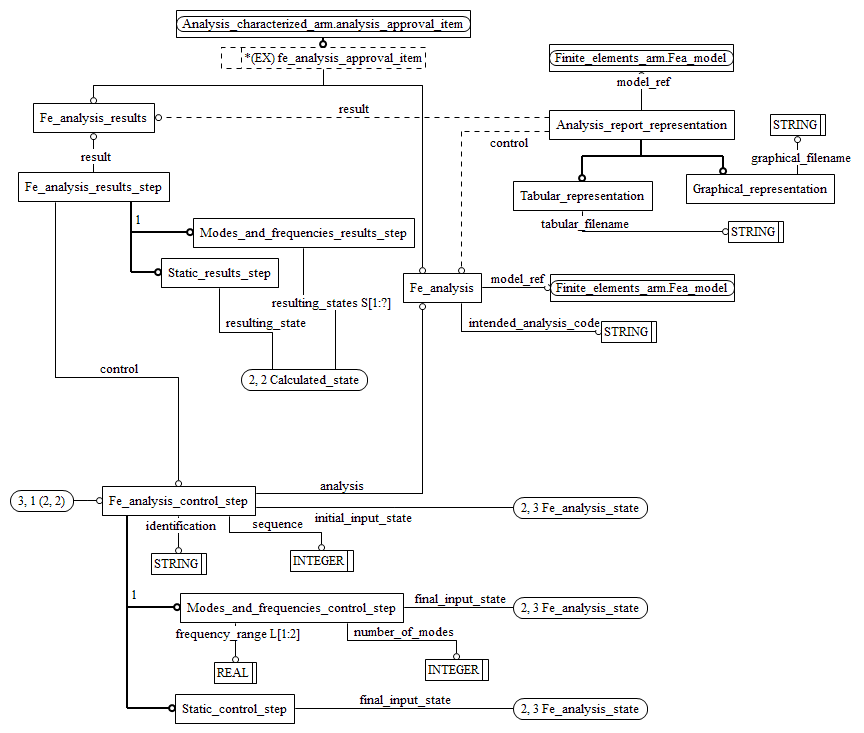 Analysis_characterized_arm.analysis_approval_item
*(EX) fe_analysis_approval_item
Finite_elements_arm.Fea_model
model_ref
Fe_analysis_results
result
Analysis_report_representation
STRING
control
graphical_filename
result
Fe_analysis_results_step
Tabular_representation
Graphical_representation
tabular_filename
1
Modes_and_frequencies_results_step
STRING
Static_results_step
Fe_analysis
model_ref
Finite_elements_arm.Fea_model
resulting_states S[1:?]
resulting_state
intended_analysis_code
STRING
control
2, 2 Calculated_state
analysis
3, 1 (2, 2)
Fe_analysis_control_step
initial_input_state
2, 3 Fe_analysis_state
identification
sequence
STRING
INTEGER
1
Modes_and_frequencies_control_step
final_input_state
2, 3 Fe_analysis_state
frequency_range L[1:2]
number_of_modes
REAL
INTEGER
Static_control_step
final_input_state
2, 3 Fe_analysis_state